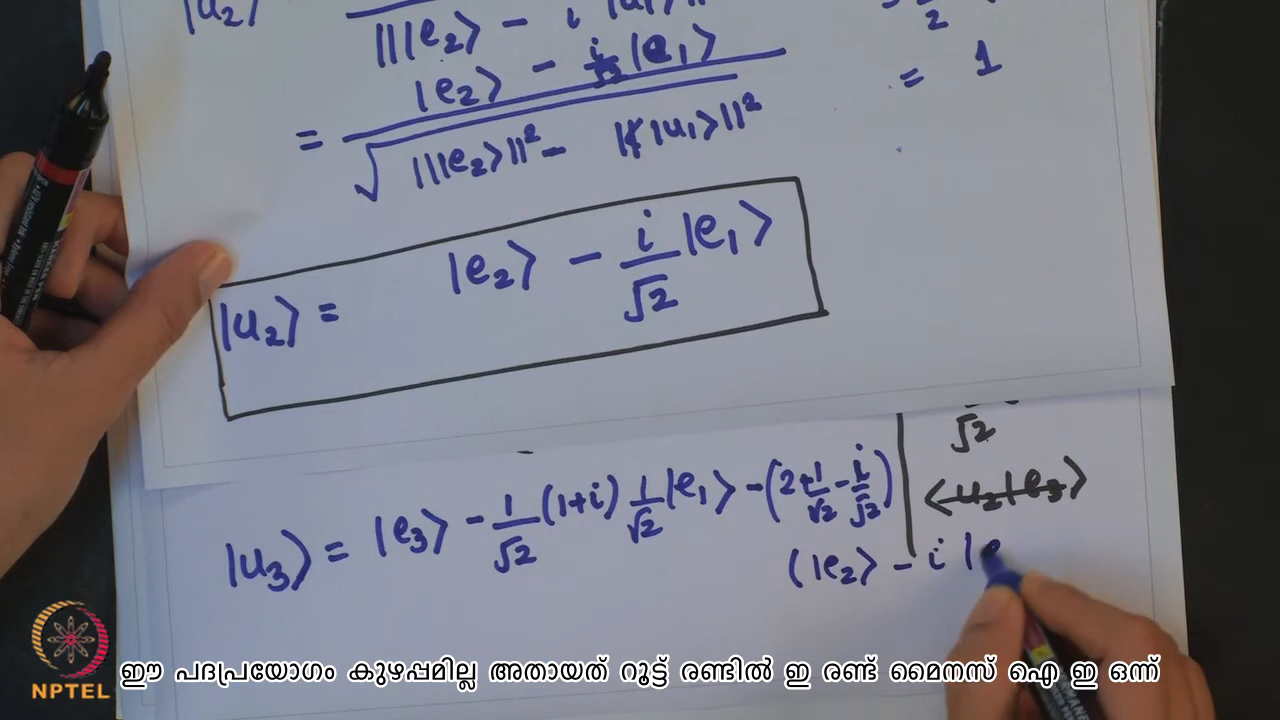 |u₂⟩
|||e₂⟩ - i |u₁⟩||
= |e₂⟩ - i/√2 |e₁⟩
√ |||e₂⟩||² - ||u₁⟩||²
2
= 1
|u₂⟩ = |e₂⟩ - i/√2 |e₁⟩
√2
⟨u₂|e₃⟩
|u₃⟩ = |e₃⟩ - 1/√2 (1+i) 1/√2 |e₁⟩ - (2+1/√2 - i/√2)
(|e₂⟩ - i |e
NPTEL
ഈ പദപ്രയോഗം കുഴപ്പമില്ല അതായത് റൂട്ട് രണ്ടിൽ ഇ രണ്ട് മൈനസ് ഐ ഇ ഒന്ന്